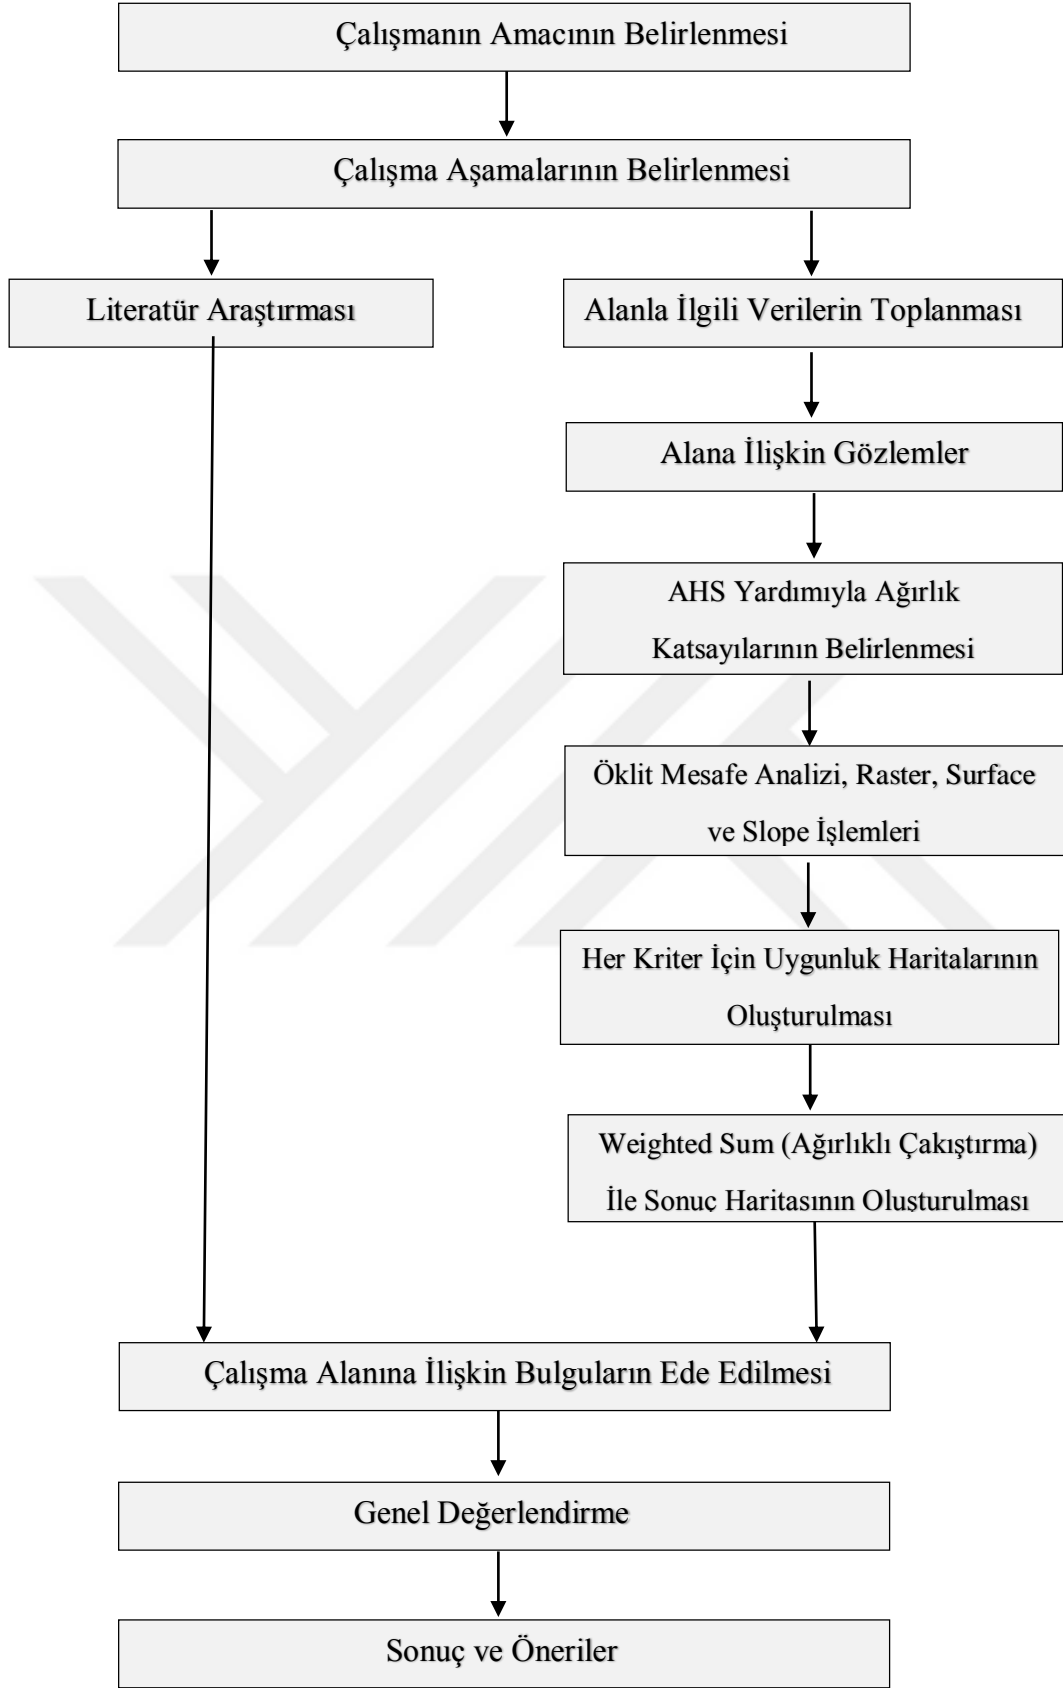 Çalışmanın Amacının Belirlenmesi
Çalışma Aşamalarının Belirlenmesi
Literatür Araştırması
Alanla İlgili Verilerin Toplanması
Alana İlişkin Gözlemler
AHS Yardımıyla Ağırlık
Katsayılarının Belirlenmesi
Öklit Mesafe Analizi, Raster, Surface
ve Slope İşlemleri
Her Kriter İçin Uygunluk Haritalarının
Oluşturulması
Weighted Sum (Ağırlıklı Çakıştırma)
İle Sonuç Haritasının Oluşturulması
Çalışma Alanına İlişkin Bulguların Ede Edilmesi
Genel Değerlendirme
Sonuç ve Öneriler